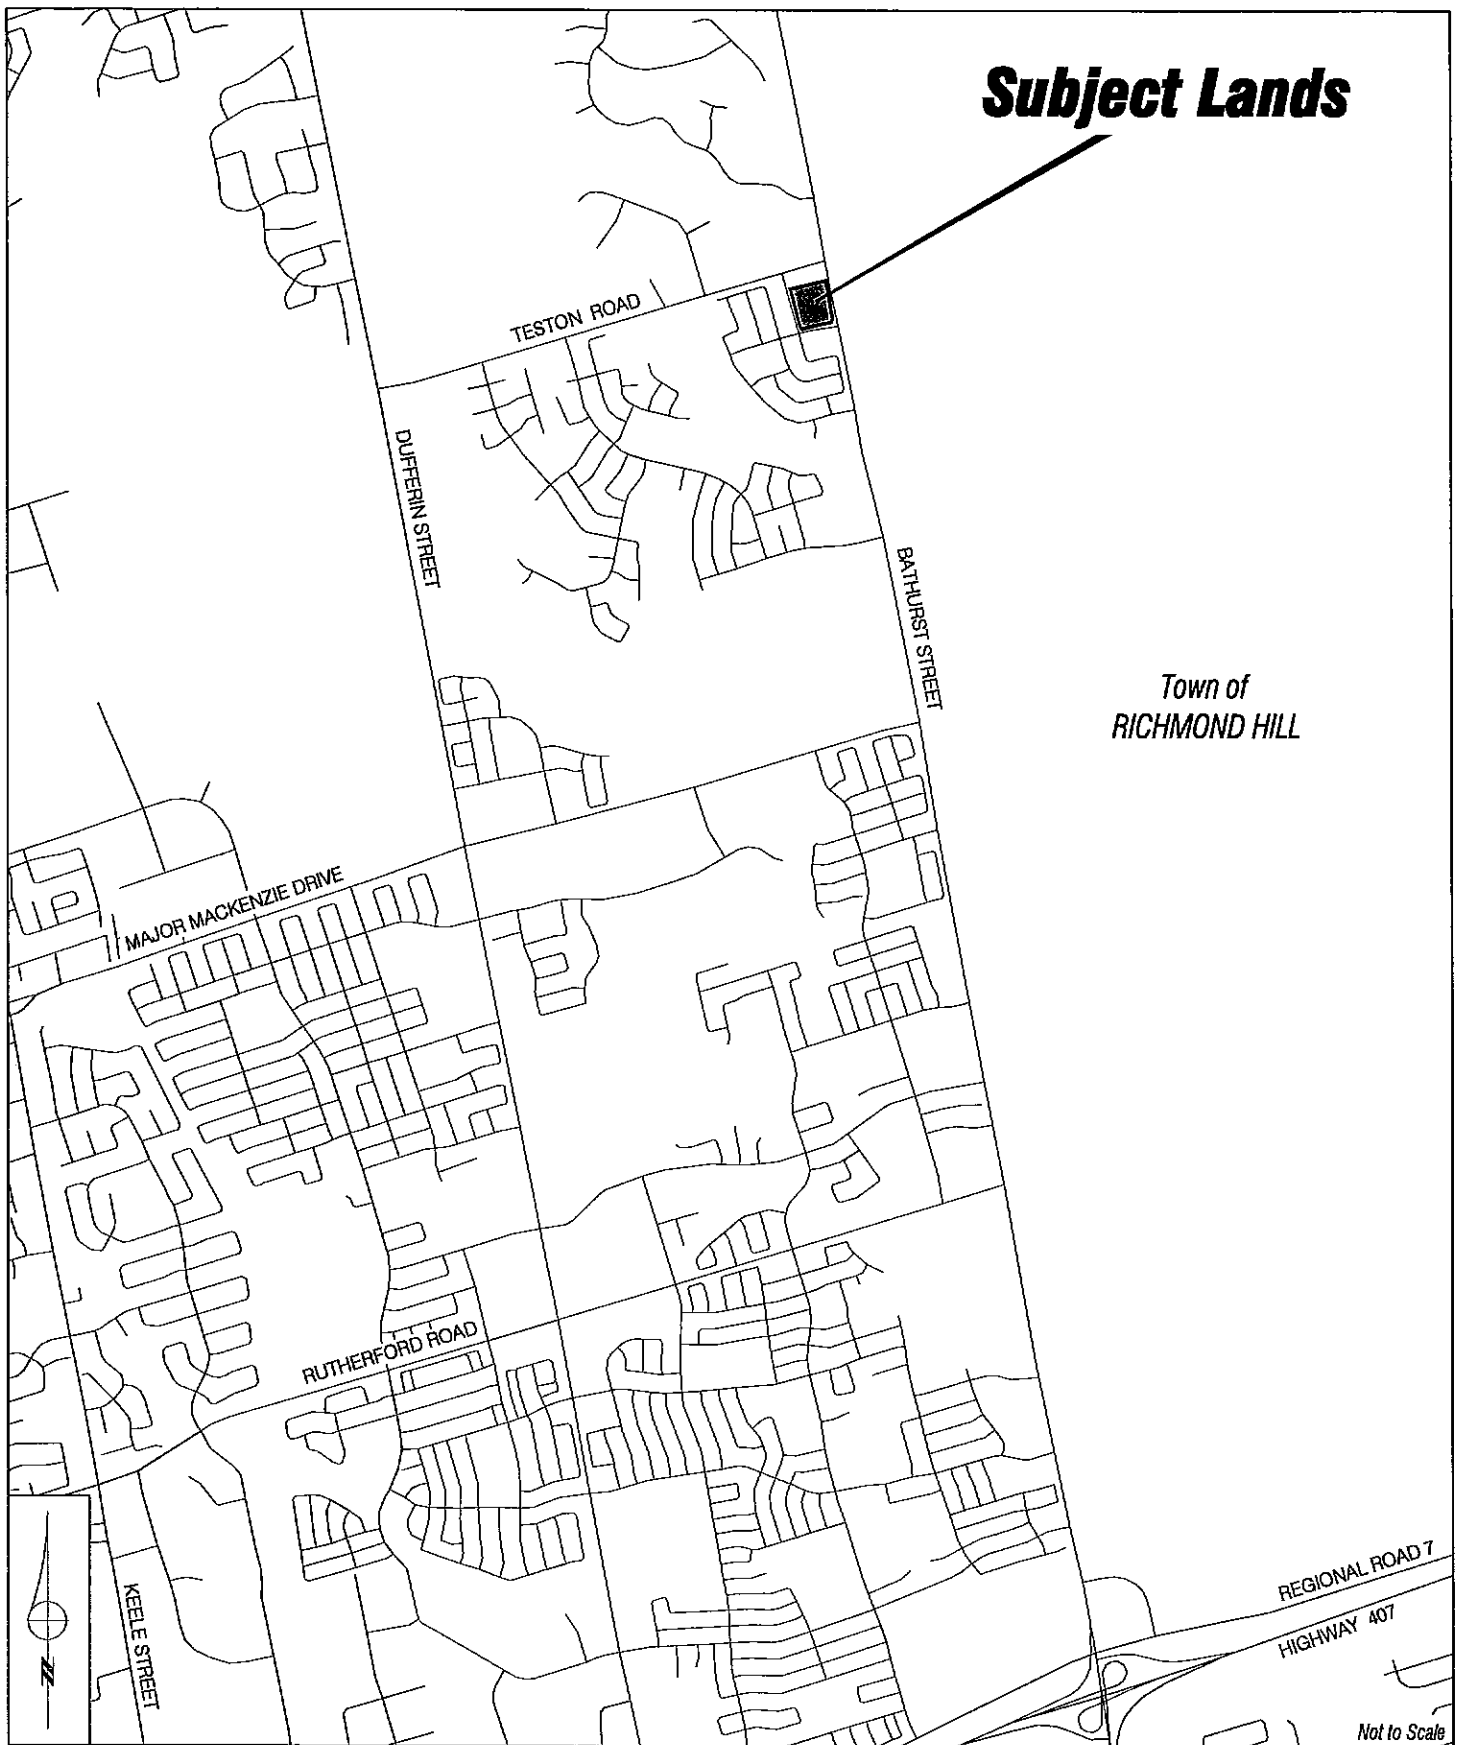 Subject Lands
TESTON ROAD
DUFFERIN STREET
BATHURST STREET
Town of
RICHMOND HILL
MAJOR MACKENZIE DRIVE
RUTHERFORD ROAD
KEELE STREET
REGIONAL ROAD 7
HIGHWAY 407
N
Not to Scale